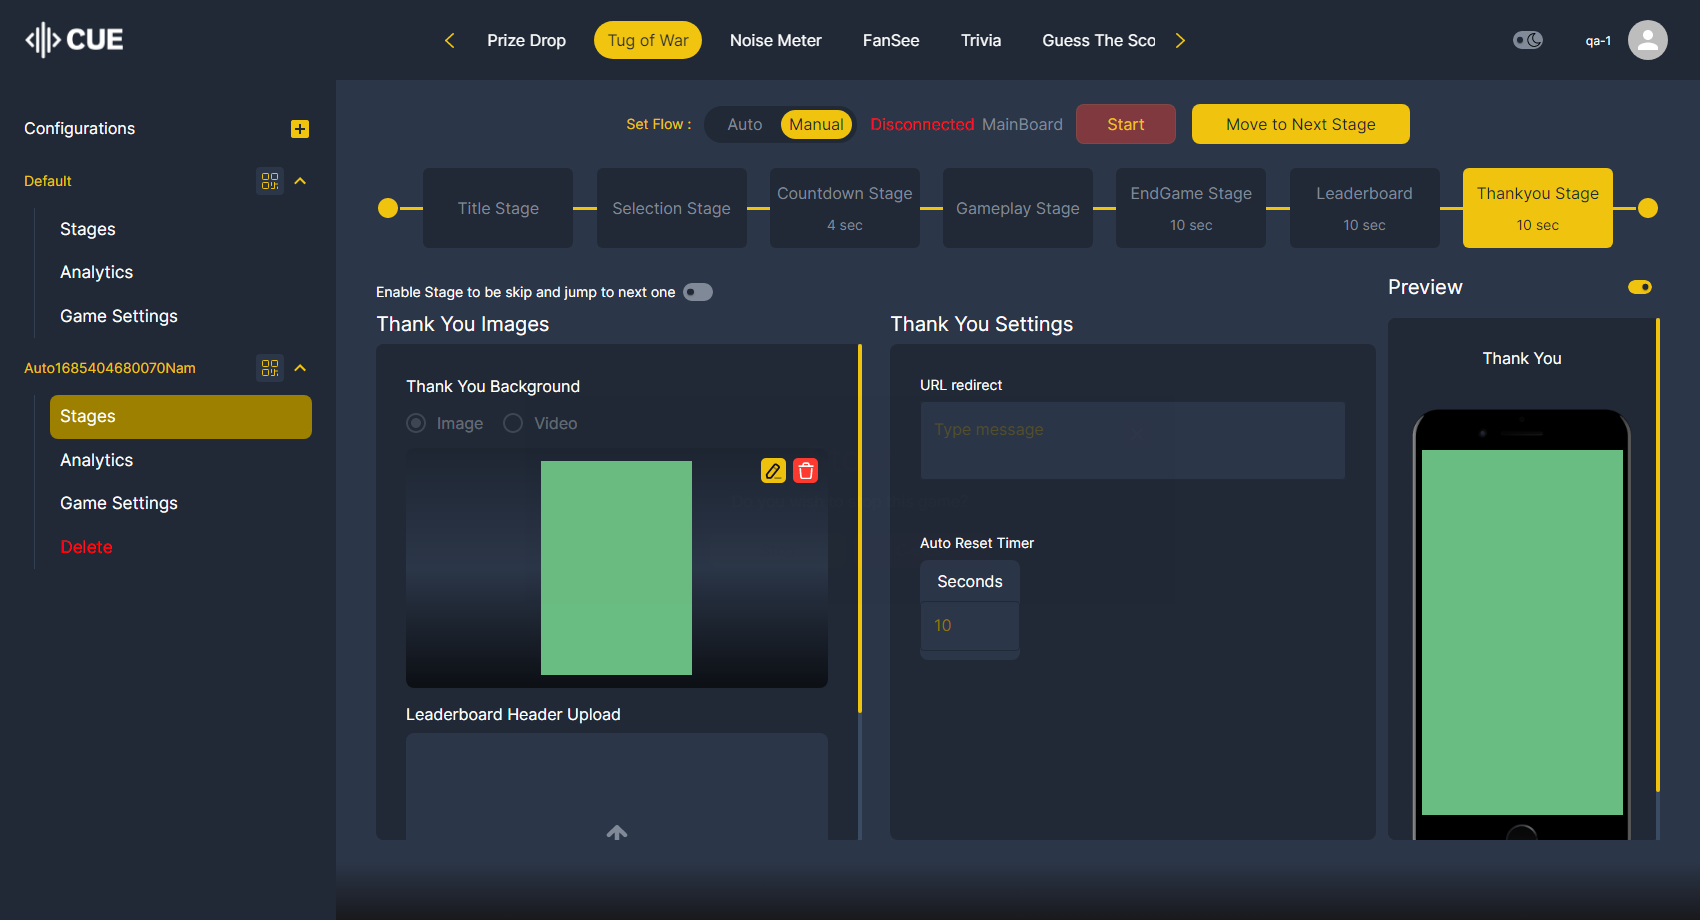 CUE
Prize Drop
Tug of War
Noise Meter
FanSee
Trivia
Guess The Sco
qa-1
Configurations
Default
Stages
Analytics
Game Settings
Auto1685404680070Nam
Stages
Analytics
Game Settings
Delete
Set Flow :
Auto
Manual
Disconnected MainBoard
Start
Move to Next Stage
Title Stage
Selection Stage
Countdown Stage
4 sec
Gameplay Stage
EndGame Stage
10 sec
Leaderboard
10 sec
Thankyou Stage
10 sec
Enable Stage to be skip and jump to next one
Thank You Images
Thank You Background
Image
Video
Leaderboard Header Upload
Thank You Settings
URL redirect
Type message
Auto Reset Timer
Seconds
10
Preview
Thank You